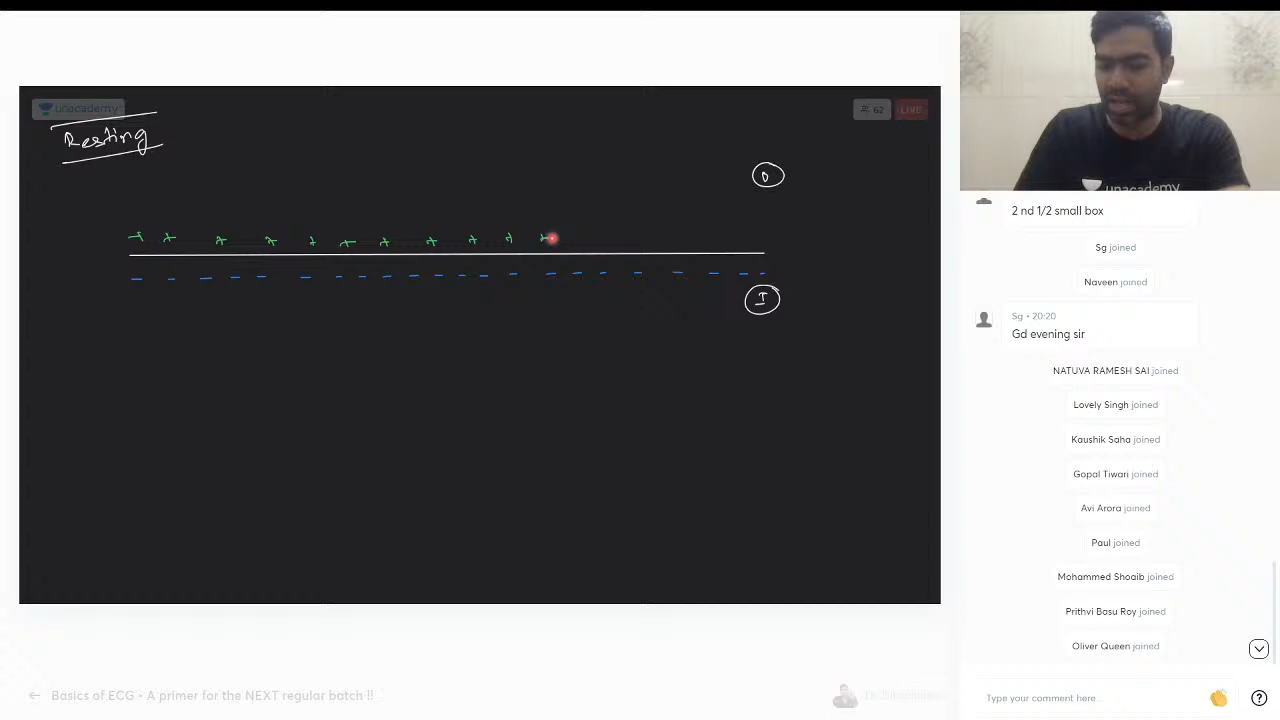 unacademy
62
LIVE
Resting
O
+ + + + + + + + + + +
I
unacademy
2 nd 1/2 small box
Sg joined
Naveen joined
Sg • 20:20
Gd evening sir
NATUVA RAMESH SAI joined
Lovely Singh joined
Kaushik Saha joined
Gopal Tiwari joined
Avi Arora joined
Paul joined
Mohammed Shoaib joined
Prithvi Basu Roy joined
Oliver Queen joined
Basics of ECG - A primer for the NEXT regular batch !!
Type your comment here...